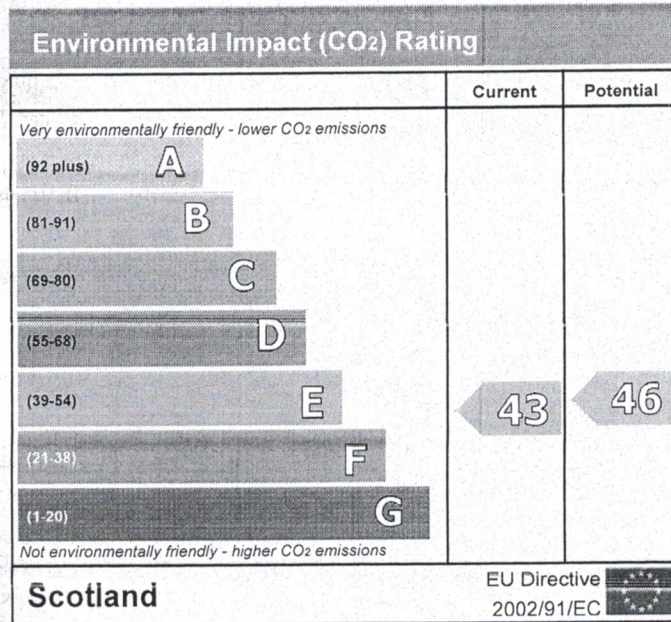 Environmental Impact (CO2) Rating
Current Potential
Very environmentally friendly - lower CO2 emissions
(92 plus) A
(81-91) B
(69-80) C
(55-68) D
(39-54) E 43 46
(21-38) F
(1-20) G
Not environmentally friendly - higher CO2 emissions
Scotland
EU Directive
2002/91/EC